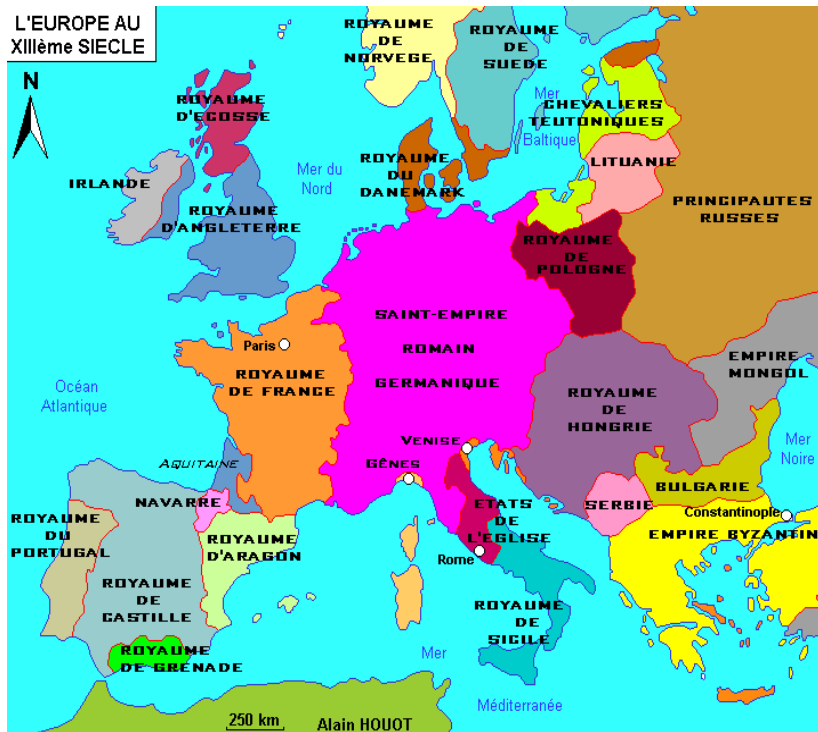 L'EUROPE AU
XIIIème SIECLE
N
ROYAUME
DE
NORVEGE
ROYAUME
DE
SUEDE
Mer
Baltique
CHEVALIERS
TEUTONIQUES
ROYAUME
D'ECOSSE
Mer du
Nord
ROYAUME
DU
DANEMARK
LITUANIE
IRLANDE
ROYAUME
D'ANGLETERRE
PRINCIPAUTES
RUSSES
ROYAUME
DE
POLOGNE
SAINT-EMPIRE
ROMAIN
GERMANIQUE
Paris
ROYAUME
DE FRANCE
EMPIRE
MONGOL
Océan
Atlantique
ROYAUME
DE
HONGRIE
Mer
Noire
VENISE
AQUITAINE
GÊNES
BULGARIE
NAVARRE
ETATS
DE
L'ÉGLISE
SERBIE
Constantinople
ROYAUME
DU
PORTUGAL
ROYAUME
D'ARAGON
EMPIRE BYZANTIN
Rome
ROYAUME
DE
CASTILLE
ROYAUME
DE
SICILE
ROYAUME
DE GRENADE
Mer
Méditerranée
250 km
Alain HOUOT